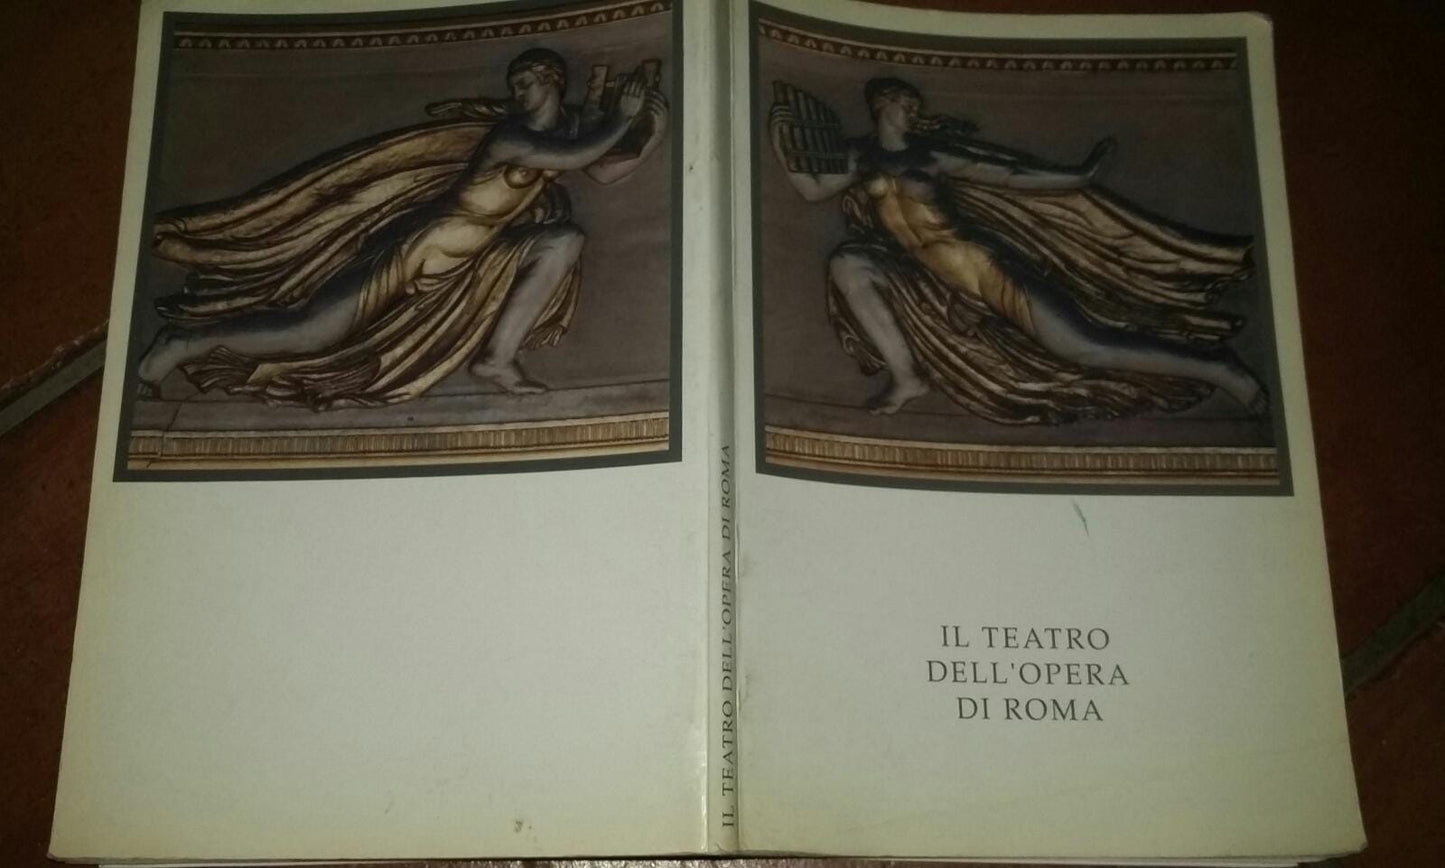 IL TEATRO DELL'OPERA DI ROMA
IL TEATRO
DELL'OPERA
DI ROMA